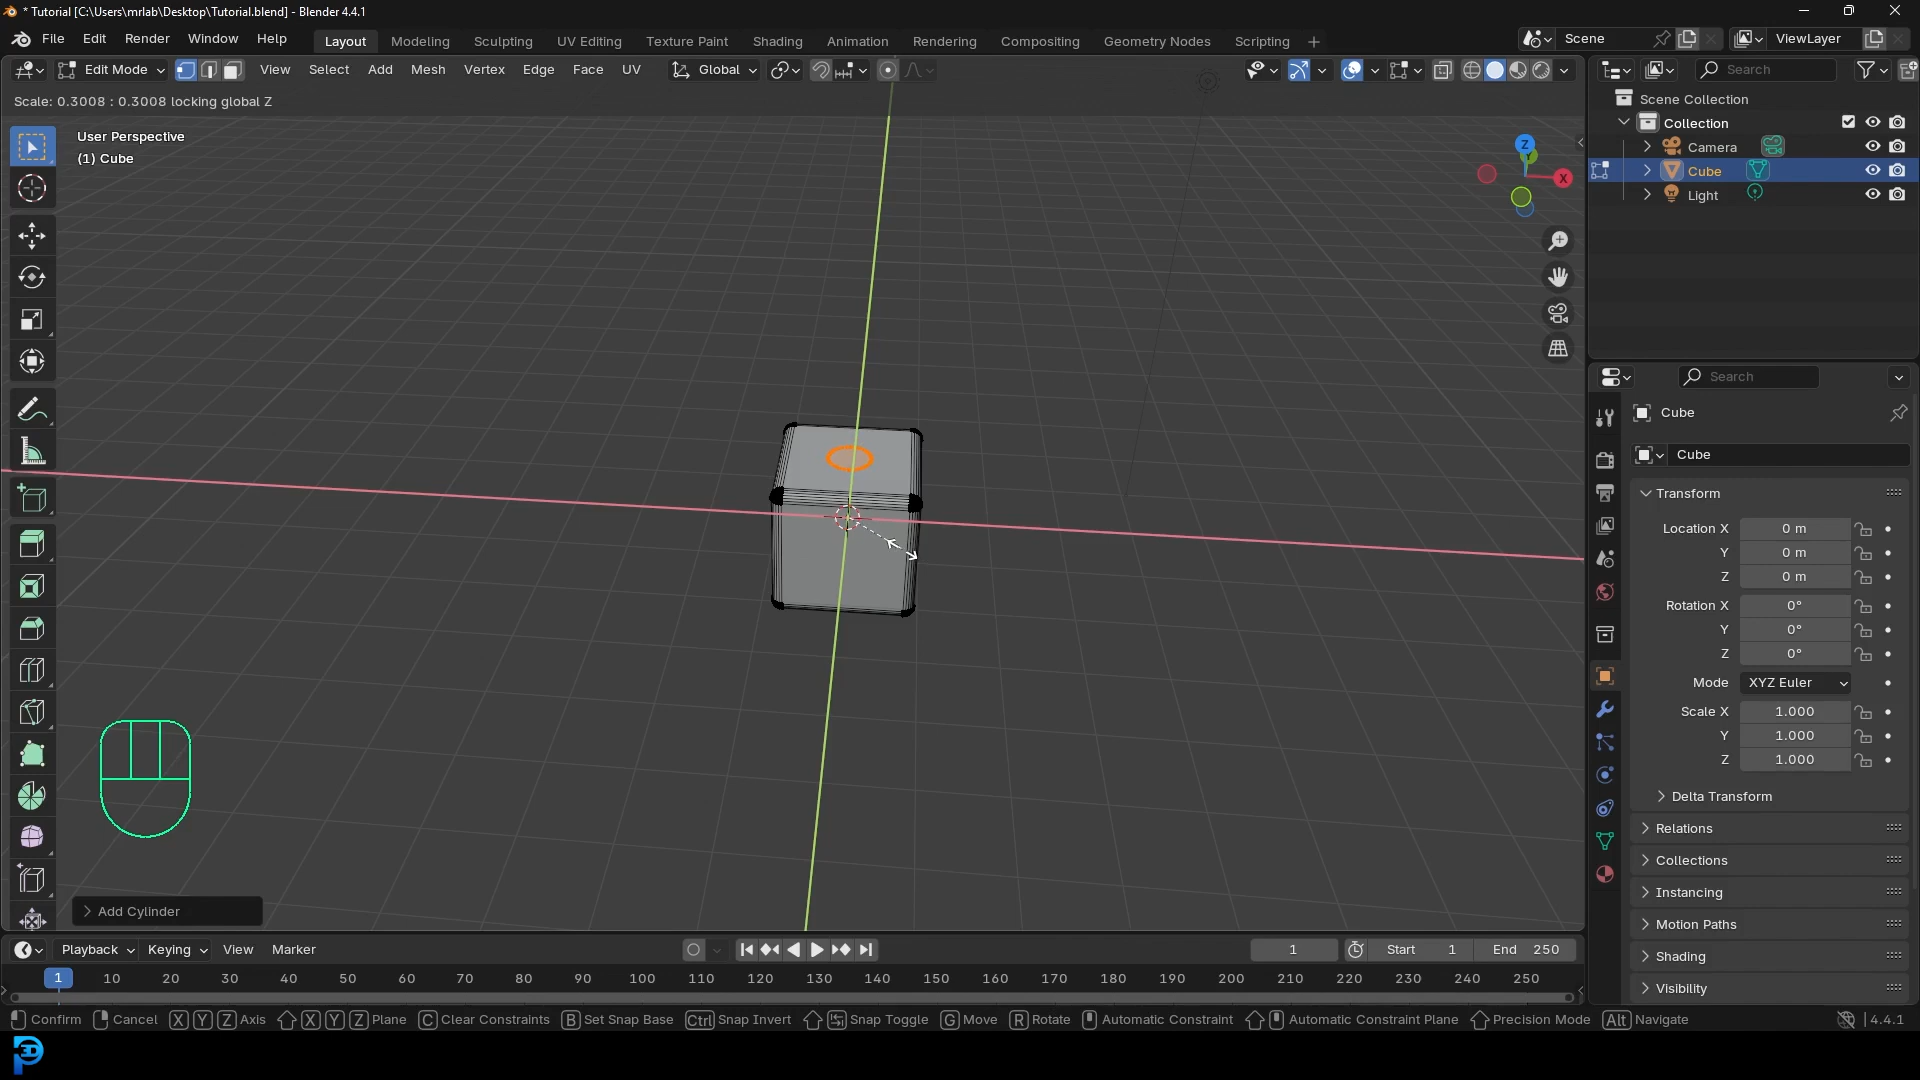 * Tutorial [C:\Users\mrlab\Desktop\Tutorial.blend] - Blender 4.4.1
File Edit Render Window Help Layout Modeling Sculpting UV Editing Texture Paint Shading Animation Rendering Compositing Geometry Nodes Scripting + Scene ViewLayer
Edit Mode View Select Add Mesh Vertex Edge Face UV Global Search
Scale: 0.3008 : 0.3008 locking global Z
Scene Collection
Collection
Camera
Cube
Light
User Perspective
(1) Cube
Z
Y
X
Search
Cube
Cube
Transform
Location X 0 m
Y 0 m
Z 0 m
Rotation X 0°
Y 0°
Z 0°
Mode XYZ Euler
Scale X 1.000
Y 1.000
Z 1.000
Delta Transform
Relations
Collections
Instancing
Motion Paths
Shading
Visibility
Add Cylinder
Playback Keying View Marker 1 Start 1 End 250
1 10 20 30 40 50 60 70 80 90 100 110 120 130 140 150 160 170 180 190 200 210 220 230 240 250
Confirm Cancel X Y Z Axis X Y Z Plane C Clear Constraints B Set Snap Base Ctrl Snap Invert Snap Toggle G Move R Rotate Automatic Constraint Automatic Constraint Plane Precision Mode Alt Navigate 4.4.1